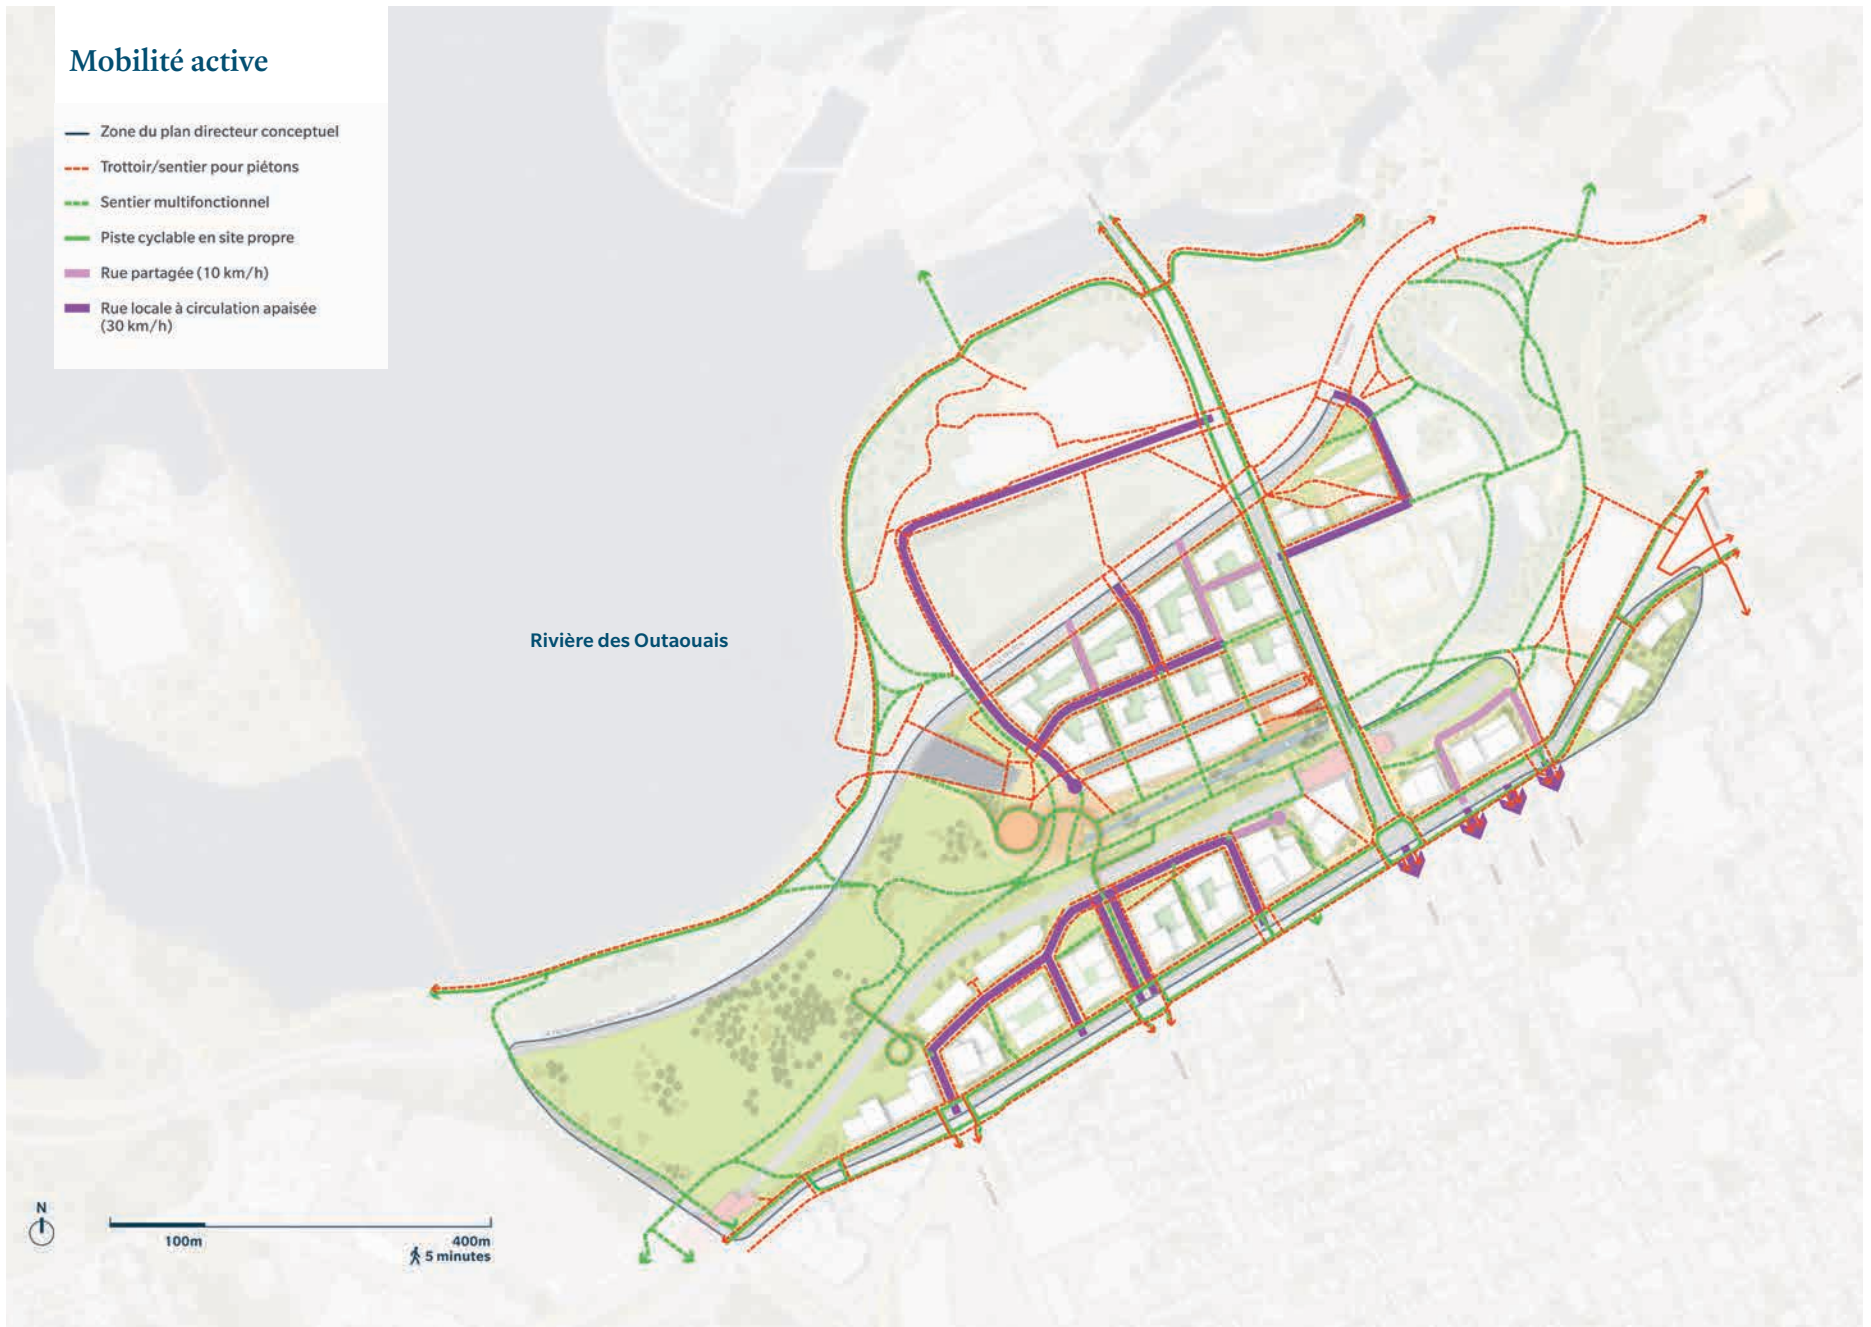 Mobilité active
Zone du plan directeur conceptuel
Trottoir/sentier pour piétons
Sentier multifonctionnel
Piste cyclable en site propre
Rue partagée (10 km/h)
Rue locale à circulation apaisée
(30 km/h)
Rivière des Outaouais
N
100m
400m
5 minutes